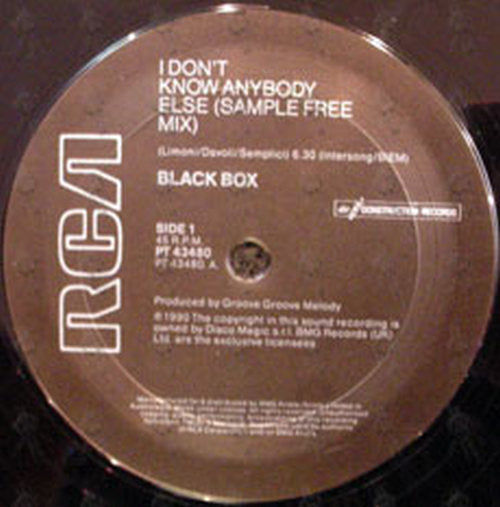 I DON'T
KNOW ANYBODY
ELSE (SAMPLE FREE
MIX)
(Limoni/Davoli/Semplici) 6.30 (Intersong/BIEM)
BLACK BOX
DECONSTRUCTION RECORDS
RCA
SIDE 1
45 R.P.M.
PT 43480
PT 43480. A.
Produced by Groove Groove Melody
℗1990 The copyright in this sound recording is
owned by Disco Magic s.r.l. BMG Records (UK)
Ltd. are the exclusive licensees